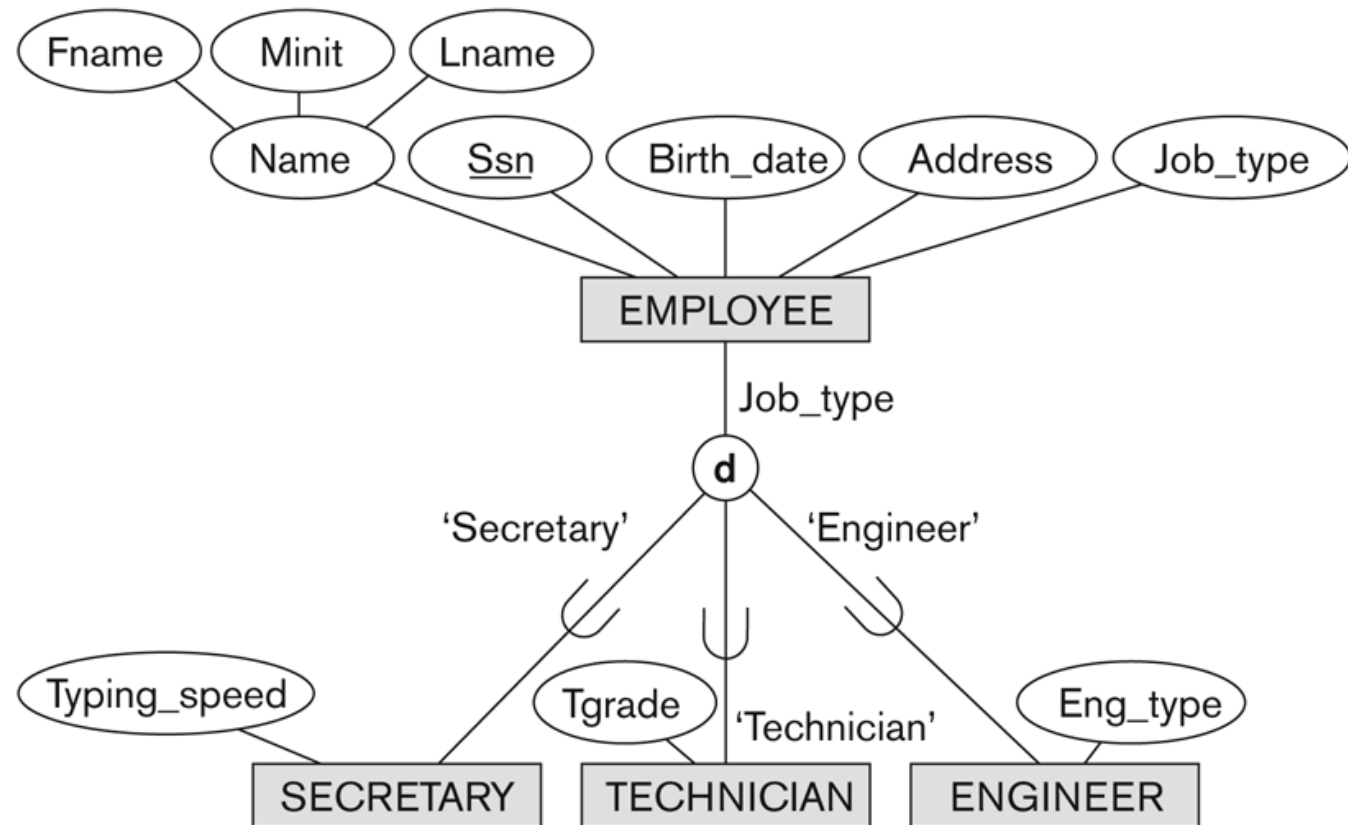 Fname Minit Lname
Name Ssn Birth_date Address Job_type
EMPLOYEE
Job_type
d
‘Secretary’ ‘Engineer’
Typing_speed Tgrade Eng_type
‘Technician’
SECRETARY TECHNICIAN ENGINEER